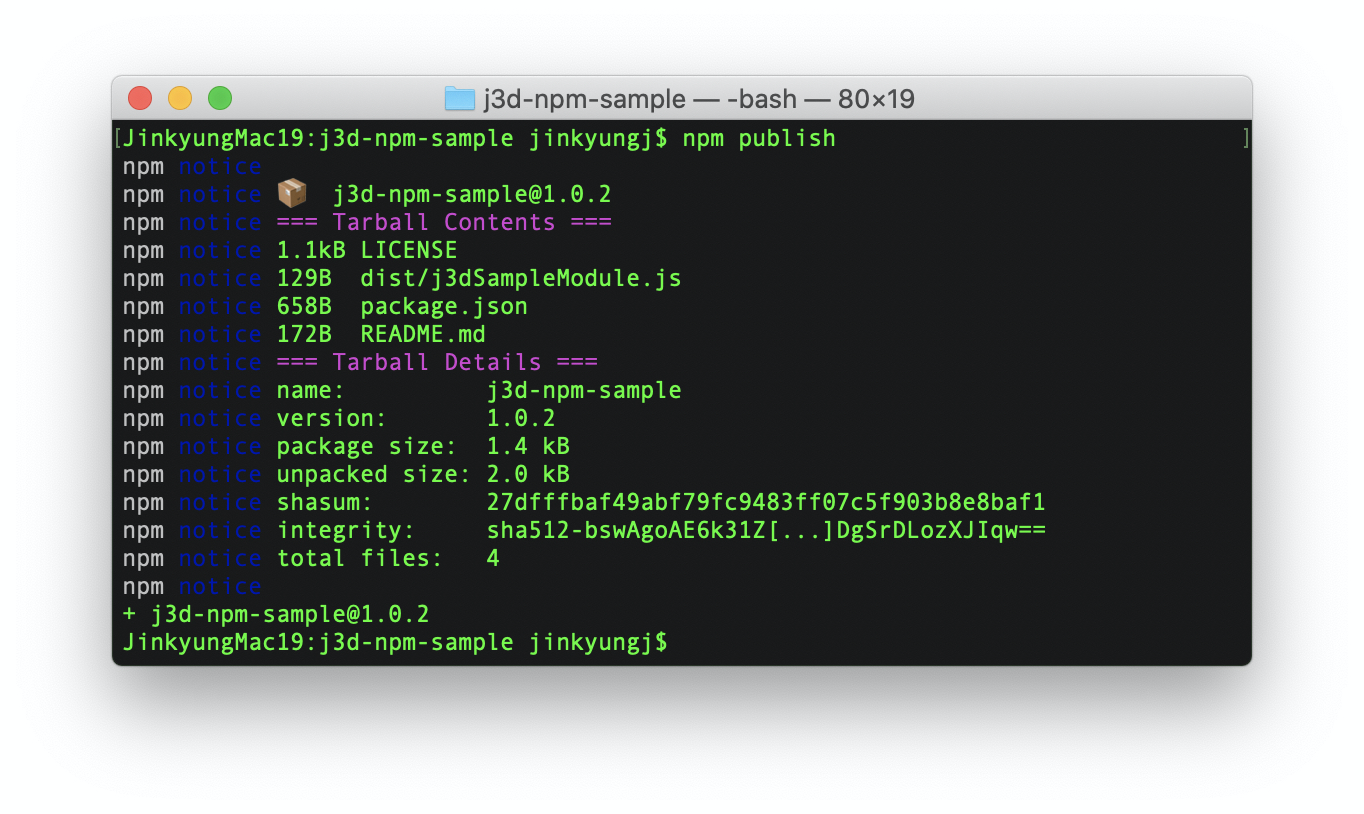 j3d-npm-sample — -bash — 80×19
[JinkyungMac19:j3d-npm-sample jinkyungj$ npm publish ]
npm notice
npm notice 📦 j3d-npm-sample@1.0.2
npm notice === Tarball Contents ===
npm notice 1.1kB LICENSE
npm notice 129B dist/j3dSampleModule.js
npm notice 658B package.json
npm notice 172B README.md
npm notice === Tarball Details ===
npm notice name: j3d-npm-sample
npm notice version: 1.0.2
npm notice package size: 1.4 kB
npm notice unpacked size: 2.0 kB
npm notice shasum: 27dfffbaf49abf79fc9483ff07c5f903b8e8baf1
npm notice integrity: sha512-bswAgoAE6k31Z[...]DgSrDLozXJIqw==
npm notice total files: 4
npm notice
+ j3d-npm-sample@1.0.2
JinkyungMac19:j3d-npm-sample jinkyungj$